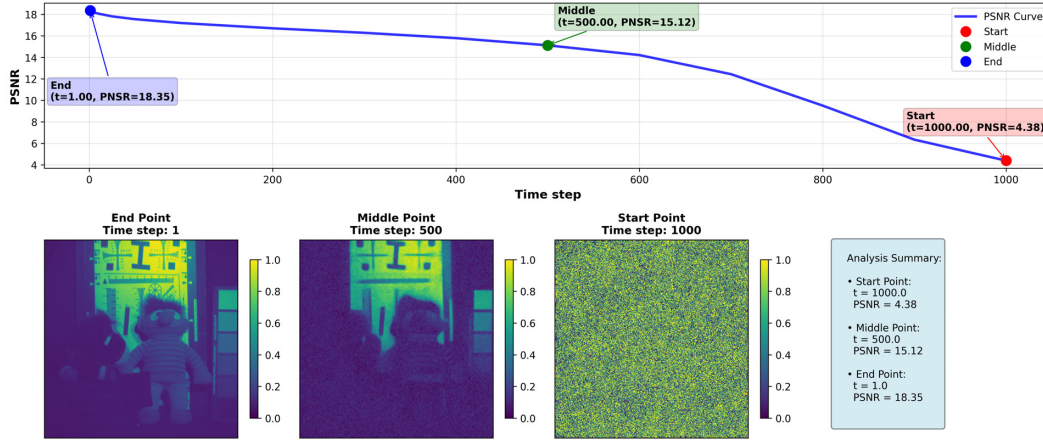 18
16
14
12
10
8
6
4
PSNR
0
200
400
600
800
1000
Time step
Middle
(t=500.00, PNSR=15.12)
End
(t=1.00, PNSR=18.35)
Start
(t=1000.00, PNSR=4.38)
PSNR Curve
Start
Middle
End
End Point
Time step: 1
1.0
0.8
0.6
0.4
0.2
0.0
Middle Point
Time step: 500
1.0
0.8
0.6
0.4
0.2
0.0
Start Point
Time step: 1000
1.0
0.8
0.6
0.4
0.2
0.0
Analysis Summary:
• Start Point:
t = 1000.0
PSNR = 4.38
• Middle Point:
t = 500.0
PSNR = 15.12
• End Point:
t = 1.0
PSNR = 18.35